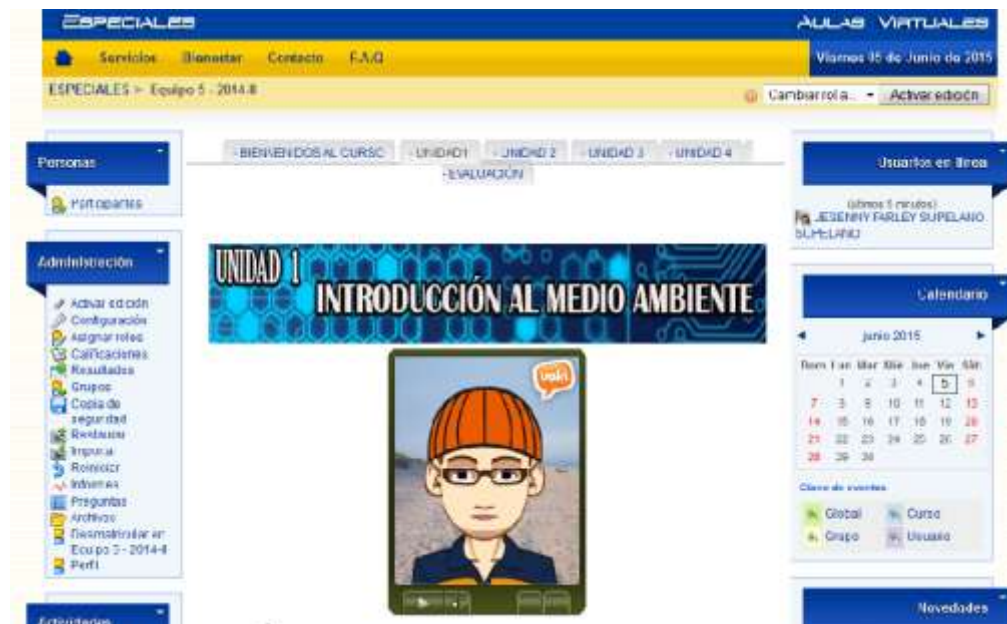 ESPECIALES
AULAS VIRTUALES
Servicios Bienestar Contacto F.A.Q
Viernes 05 de Junio de 2015
ESPECIALES ► Equipo 5 - 2014-II
Cambiar rol a... Activar edición
- BIENVENIDOS AL CURSO - UNIDAD 1 - UNIDAD 2 - UNIDAD 3 - UNIDAD 4
- EVALUACIÓN
Personas
Participantes
Administración
Activar edición
Configuración
Asignar roles
Calificaciones
Resultados
Grupos
Copia de
seguridad
Restaurar
Importar
Reiniciar
Informes
Preguntas
Archivos
Desmatricular en
Equipo 5 - 2014-II
Perfil
Actividades
UNIDAD 1
INTRODUCCIÓN AL MEDIO AMBIENTE
voki
Usuarios en línea
(últimos 5 minutos)
JESENNY FARLEY SUPELANO
SUPELANO
Calendario
junio 2015
Dom Lun Mar Mié Jue Vie Sáb
1 2 3 4 5 6
7 8 9 10 11 12 13
14 15 16 17 18 19 20
21 22 23 24 25 26 27
28 29 30
Clave de eventos
Global Curso
Grupo Usuario
Novedades